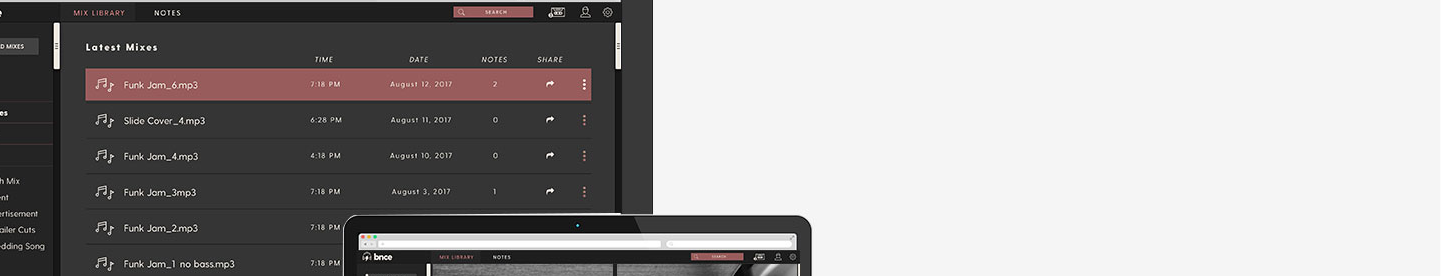 MIX LIBRARY NOTES SEARCH
D MIXES
Latest Mixes
TIME DATE NOTES SHARE
Funk Jam_6.mp3 7:18 PM August 12, 2017 2
es
Slide Cover_4.mp3 6:28 PM August 11, 2017 0
Funk Jam_4.mp3 4:18 PM August 10, 2017 0
h Mix
Funk Jam_3mp3 7:18 PM August 3, 2017 1
ent
ertisement
Funk Jam_2.mp3 7:18 PM
ailer Cuts
dding Song
Funk Jam_1 no bass.mp3 7:18 PM
bnce MIX LIBRARY NOTES SEARCH